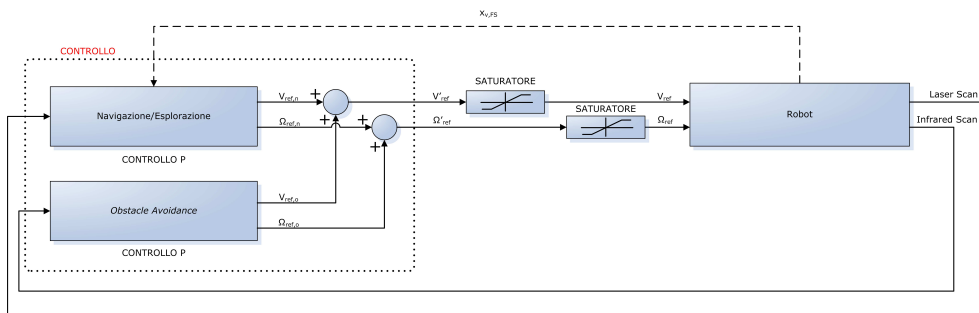 x_v,FS
CONTROLLO
Navigazione/Esplorazione
CONTROLLO P
V_ref,n
Ω_ref,n
+
+
+
+
V'_ref
Ω'_ref
SATURATORE
SATURATORE
V_ref
Ω_ref
Robot
Laser Scan
Infrared Scan
Obstacle Avoidance
CONTROLLO P
V_ref,o
Ω_ref,o